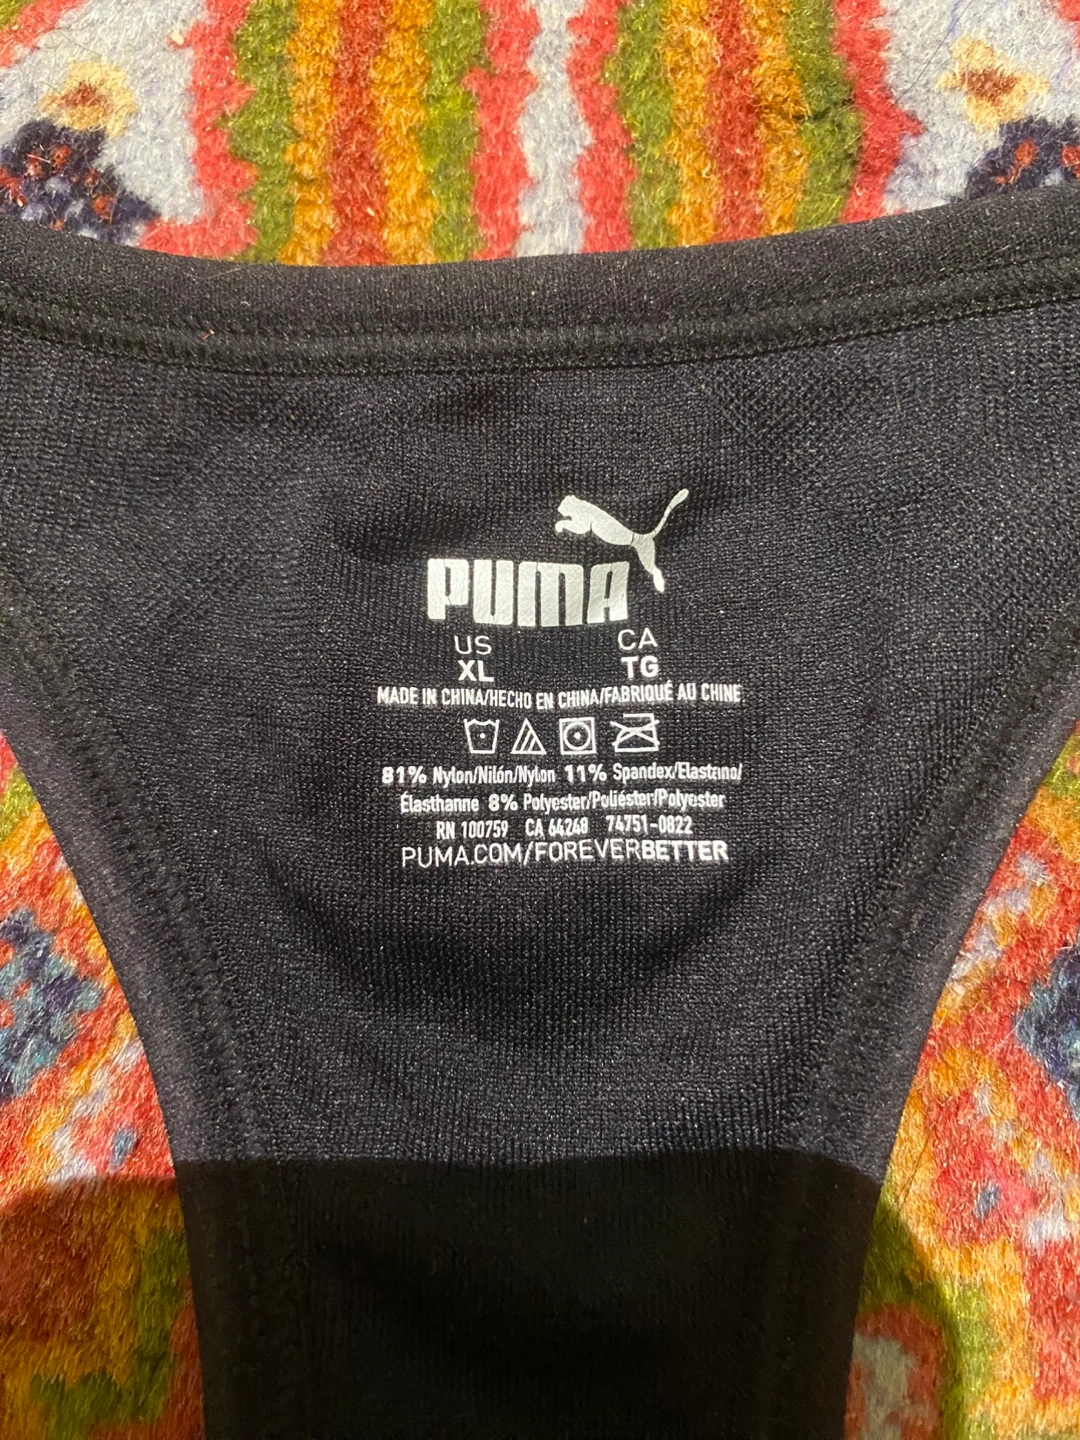 PUMA
US CA
XL TG
MADE IN CHINA/HECHO EN CHINA/FABRIQUÉ AU CHINE
81% Nylon/Nilón/Nylon 11% Spandex/Elastano/
Élasthanne 8% Polyester/Poliéster/Polyester
RN 100759 CA 64248 74751-0822
PUMA.COM/FOREVERBETTER